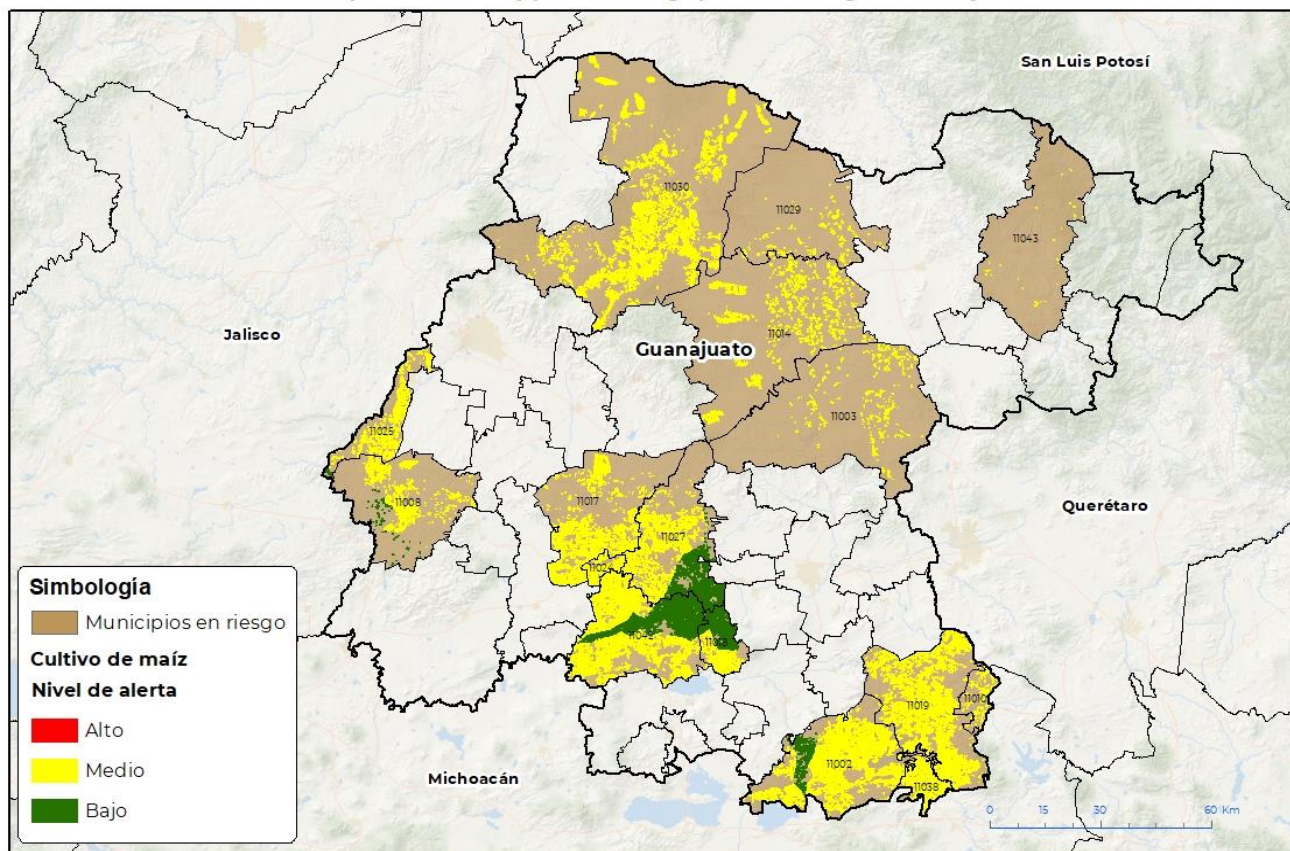 San Luis Potosí
11030
11029
11043
Jalisco
Guanajuato
11014
11003
11025
11008
11017
11027
Querétaro
Simbología
Municipios en riesgo
Cultivo de maíz
Nivel de alerta
Alto
Medio
Bajo
11019
11010
11002
11038
Michoacán
0 15 30 60 Km